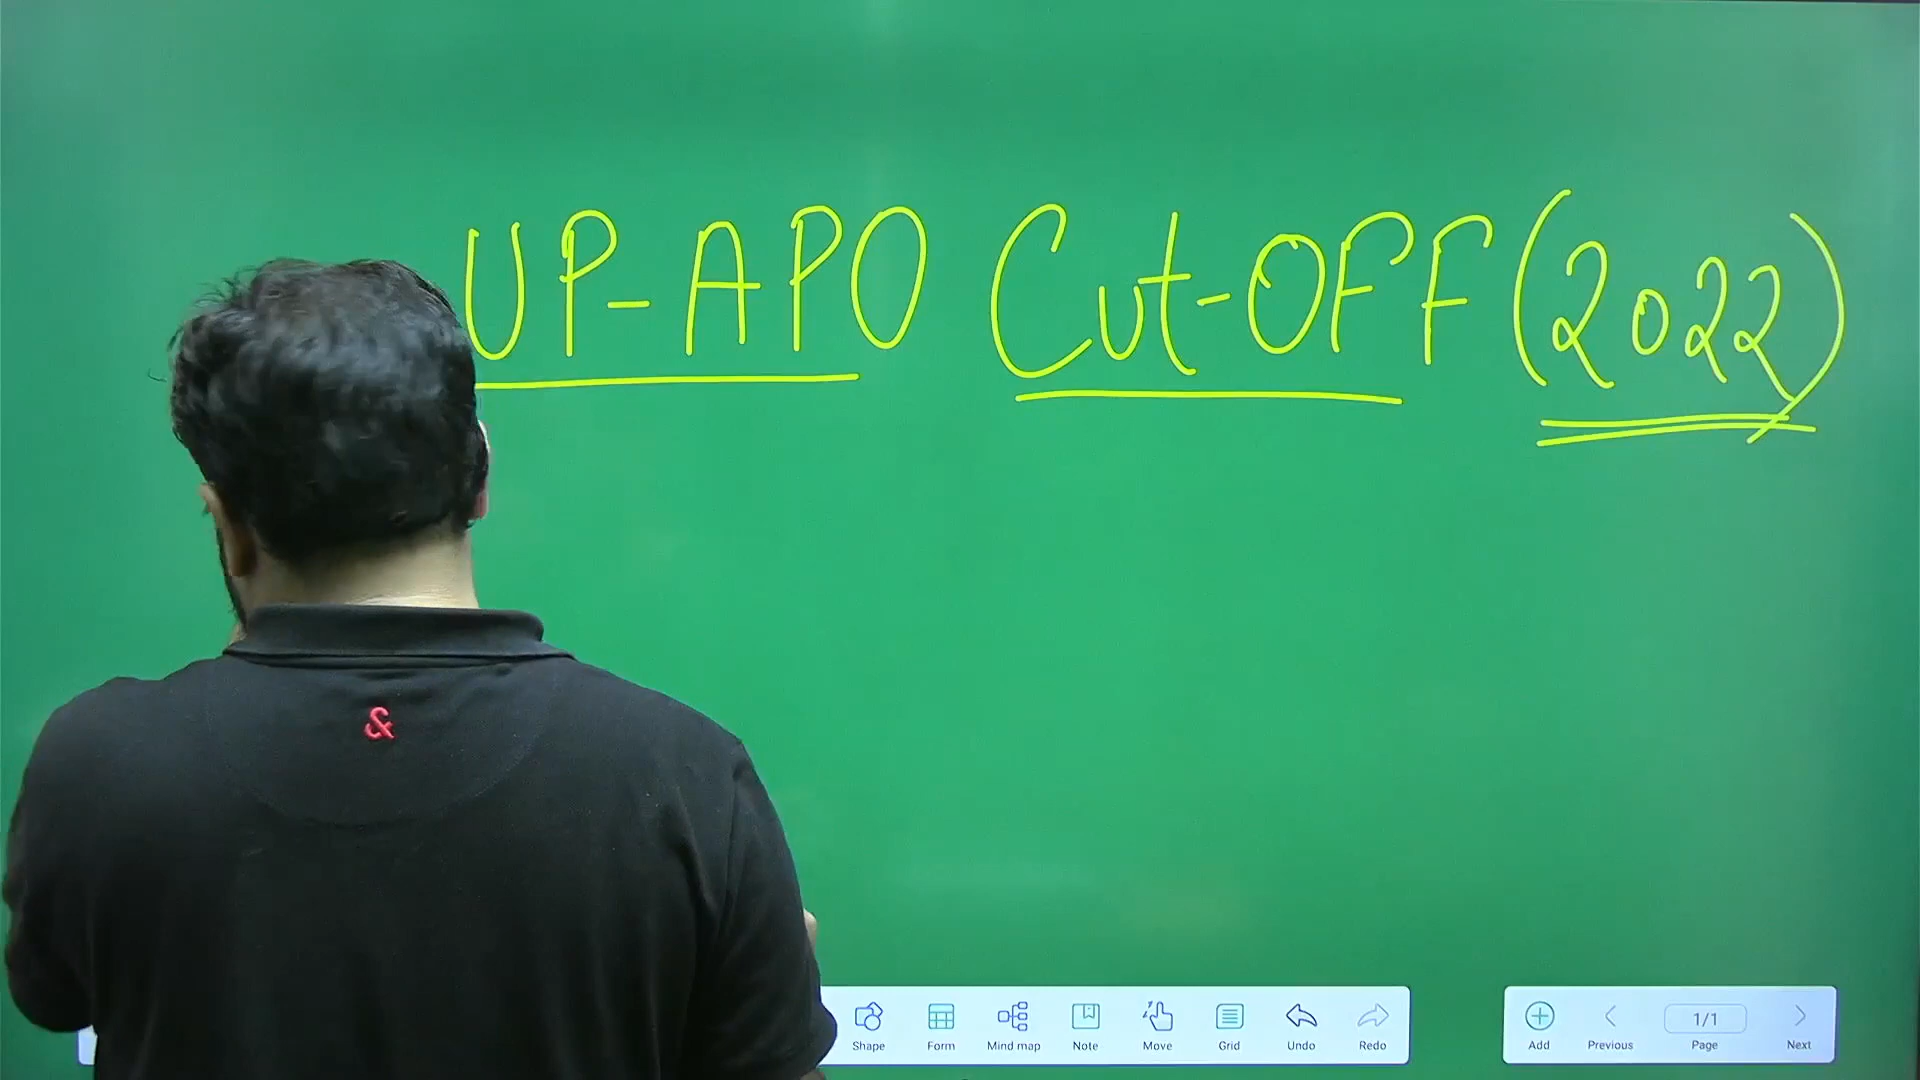 UP-APO Cut-OFF (2022)
&
Shape Form Mind map Note Move Grid Undo Redo
Add Previous 1/1 Page Next